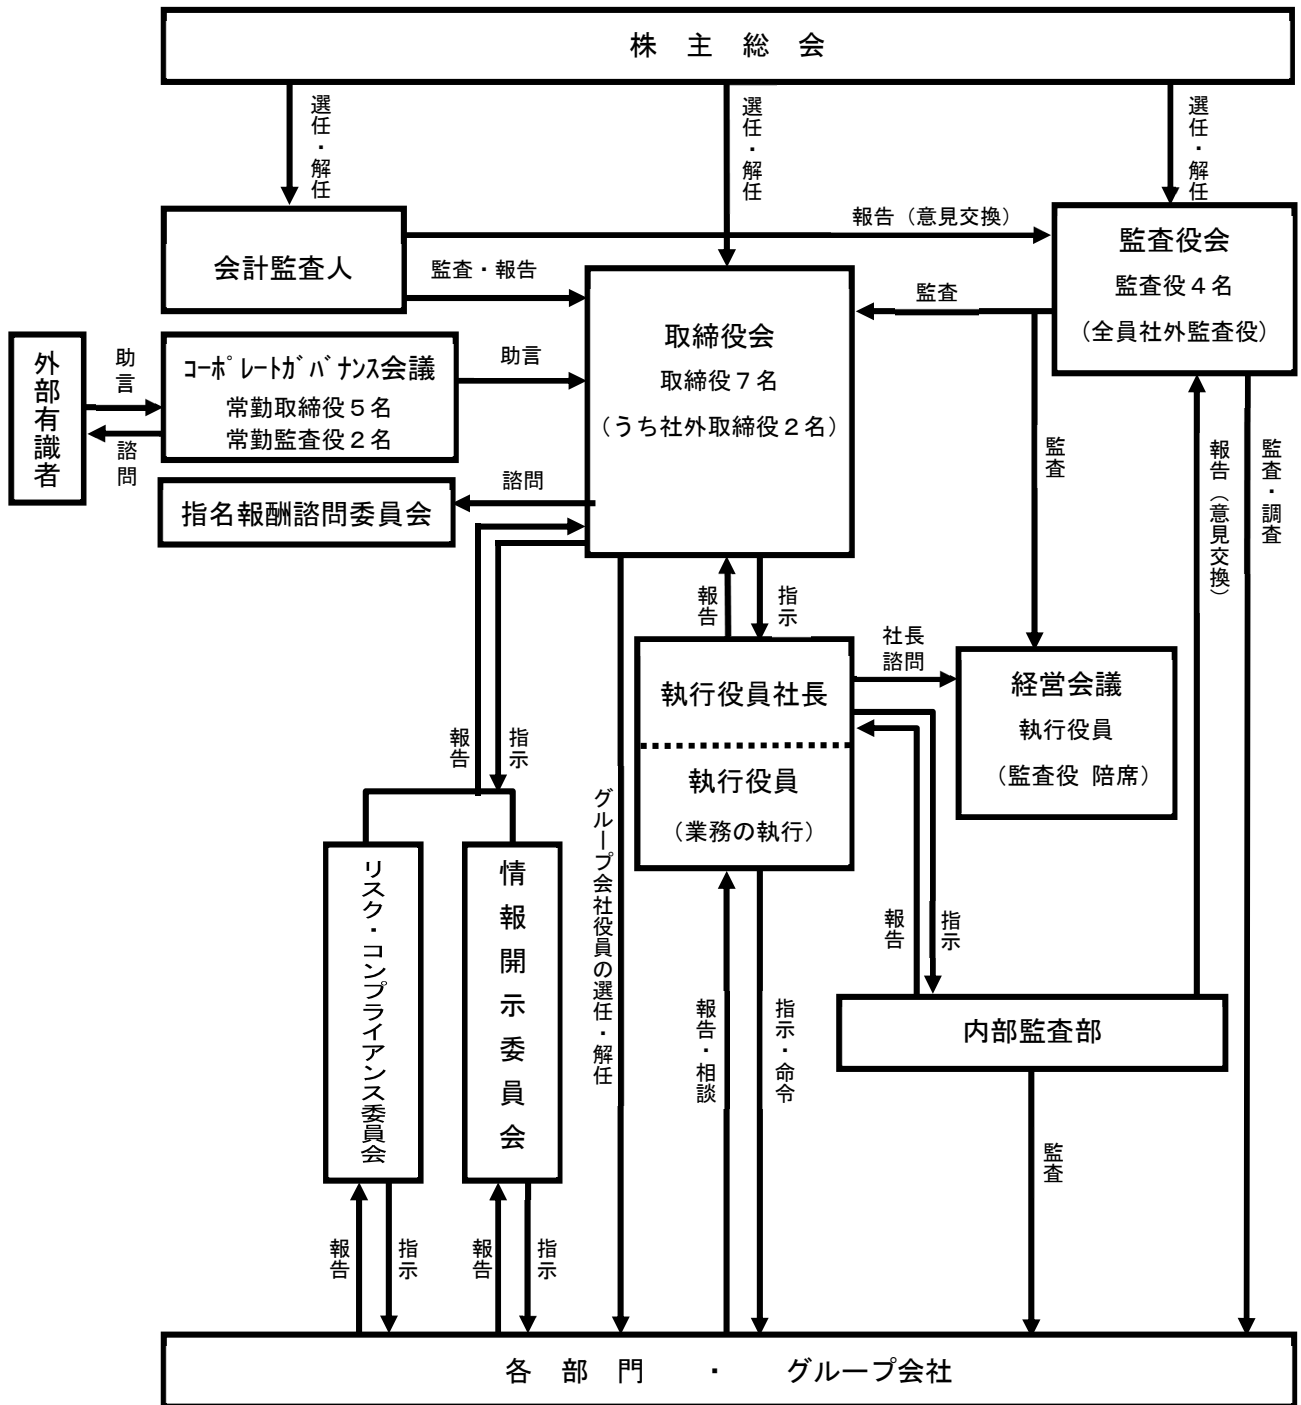 株 主 総 会
選任・解任
選任・解任
選任・解任
会計監査人
報告（意見交換）
監査・報告
監査役会
監査役４名
（全員社外監査役）
監査
取締役会
取締役７名
（うち社外取締役２名）
外部有識者
助言
諮問
ｺｰﾎﾟﾚｰﾄｶﾞﾊﾞﾅﾝｽ会議
常勤取締役５名
常勤監査役２名
助言
諮問
指名報酬諮問委員会
監査
報告（意見交換）
監査・調査
報告
指示
社長
諮問
執行役員社長
執行役員
（業務の執行）
経営会議
執行役員
（監査役 陪席）
報告
指示
グループ会社役員の選任・解任
リスク・コンプライアンス委員会
情報開示委員会
報告
指示
内部監査部
報告・相談
指示・命令
監査
報告
指示
報告
指示
各 部 門 ・ グループ会社